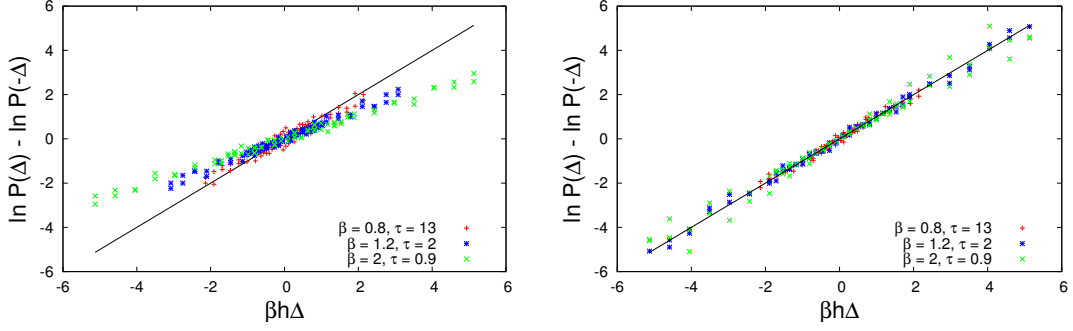 6
4
2
0
-2
-4
-6
-6
-4
-2
0
2
4
6
ln P(Δ) - ln P(-Δ)
βhΔ
β = 0.8, τ = 13
β = 1.2, τ = 2
β = 2, τ = 0.9
6
4
2
0
-2
-4
-6
-6
-4
-2
0
2
4
6
ln P(Δ) - ln P(-Δ)
βhΔ
β = 0.8, τ = 13
β = 1.2, τ = 2
β = 2, τ = 0.9